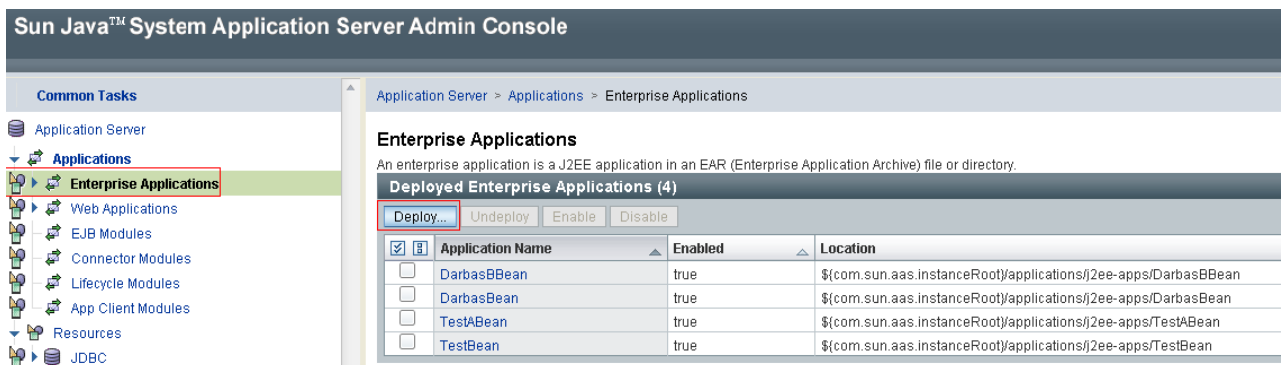 Sun Java™ System Application Server Admin Console
Common Tasks
Application Server
Applications
Enterprise Applications
Web Applications
EJB Modules
Connector Modules
Lifecycle Modules
App Client Modules
Resources
JDBC
Application Server > Applications > Enterprise Applications
Enterprise Applications
An enterprise application is a J2EE application in an EAR (Enterprise Application Archive) file or directory.
Deployed Enterprise Applications (4)
Deploy... Undeploy Enable Disable
Application Name Enabled Location
DarbasBBean true ${com.sun.aas.instanceRoot}/applications/j2ee-apps/DarbasBBean
DarbasBean true ${com.sun.aas.instanceRoot}/applications/j2ee-apps/DarbasBean
TestABean true ${com.sun.aas.instanceRoot}/applications/j2ee-apps/TestABean
TestBean true ${com.sun.aas.instanceRoot}/applications/j2ee-apps/TestBean